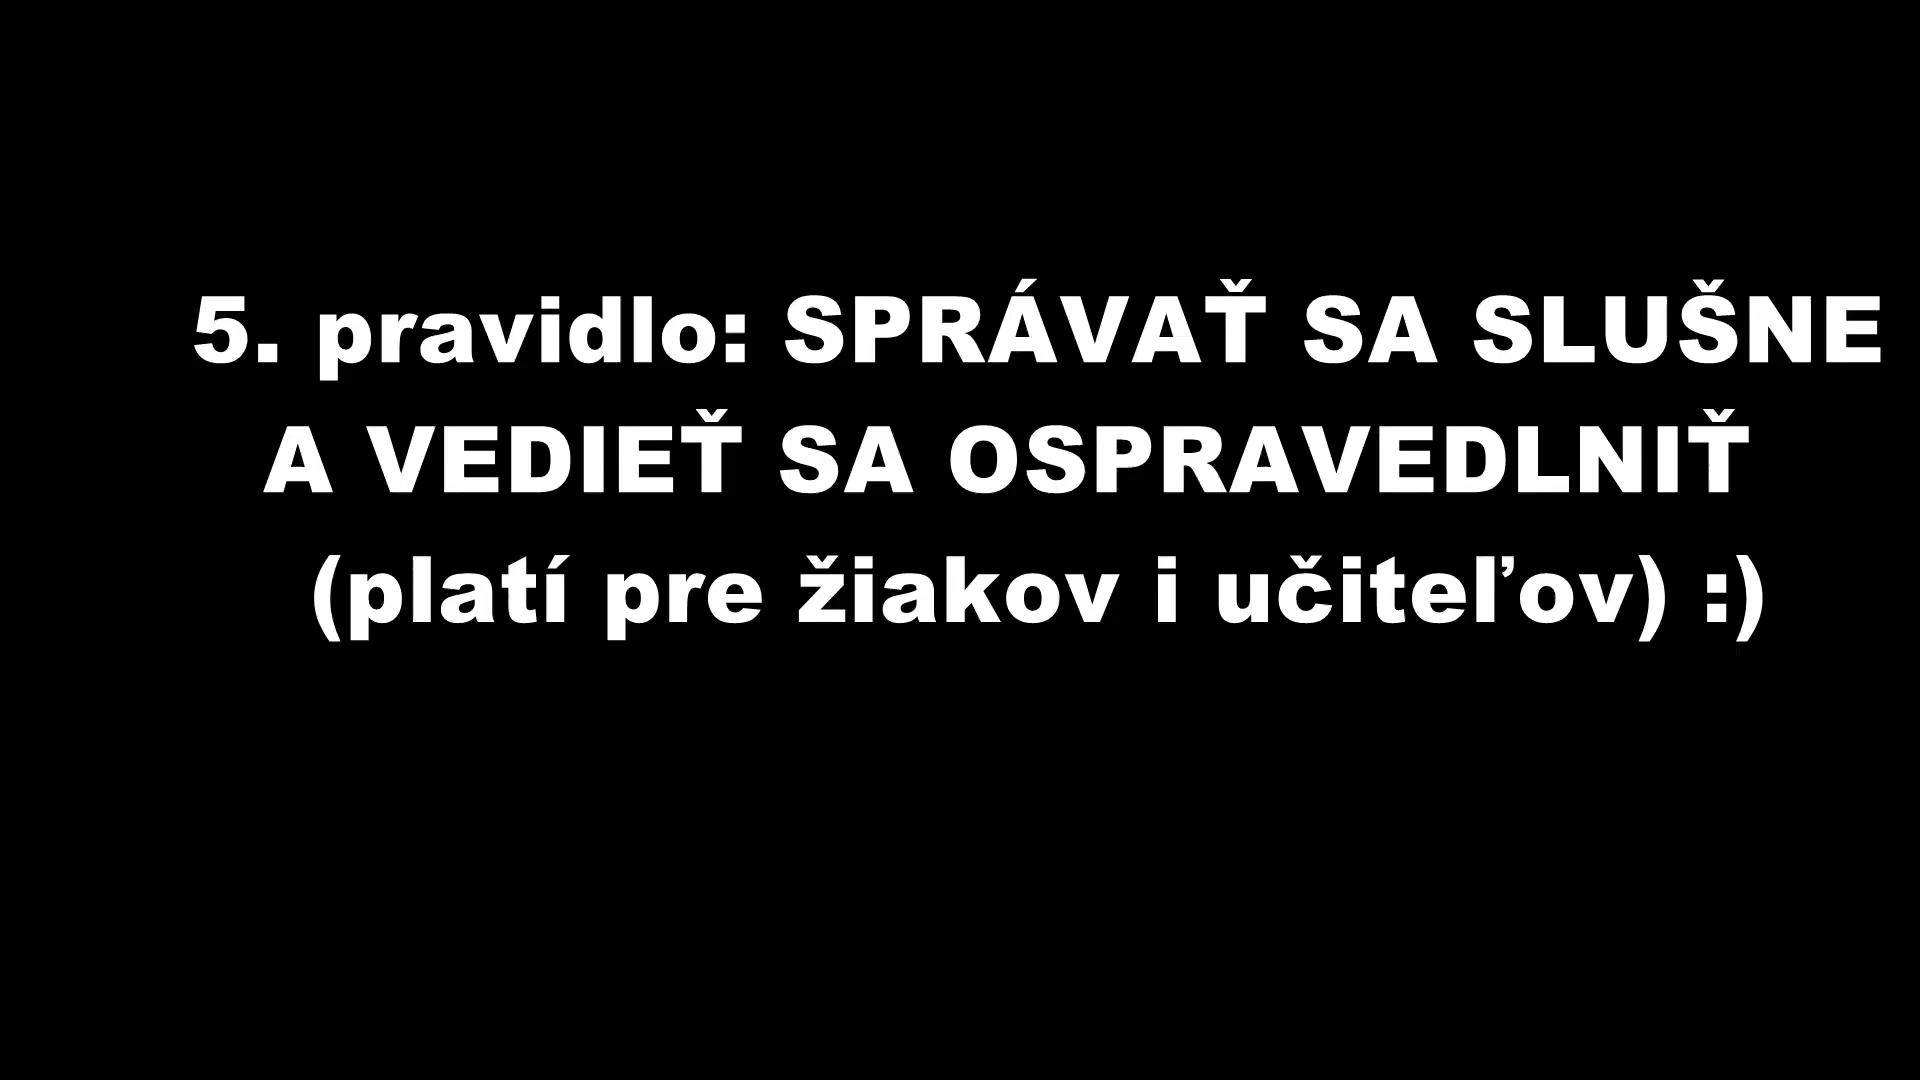 5. pravidlo: SPRÁVAŤ SA SLUŠNE
A VEDIEŤ SA OSPRAVEDLNIŤ
(platí pre žiakov i učiteľov) :)